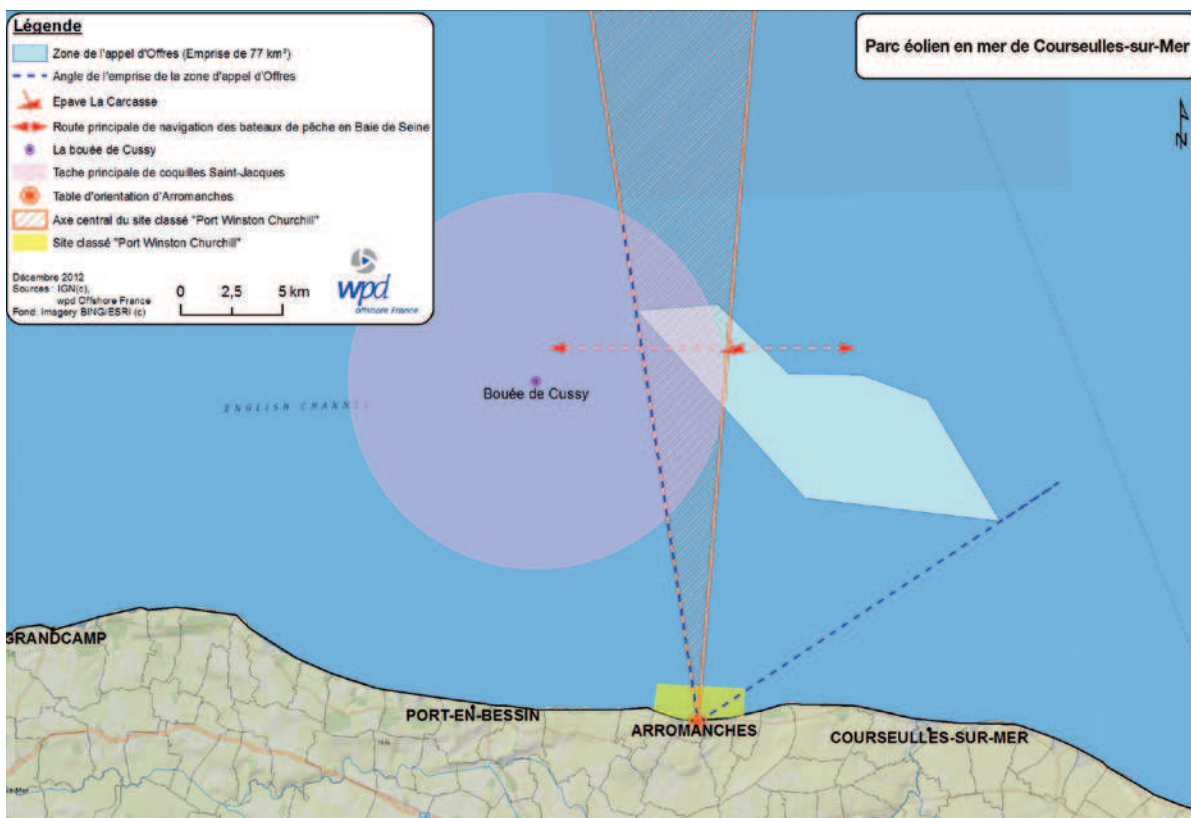 Légende
Zone de l'appel d'Offres (Emprise de 77 km²)
Angle de l'emprise de la zone d'appel d'Offres
Epave La Carcasse
Route principale de navigation des bateaux de pêche en Baie de Seine
La bouée de Cussy
Tache principale de coquilles Saint-Jacques
Table d'orientation d'Arromanches
Axe central du site classé "Port Winston Churchill"
Site classé "Port Winston Churchill"
Décembre 2012
Sources : IGN(c),
wpd Offshore France
Fond: Imagery BING/ESRI (c)
0 2,5 5 km
wpd
offshore France
Parc éolien en mer de Courseulles-sur-Mer
N
Bouée de Cussy
ENGLISH CHANNEL
GRANDCAMP
PORT-EN-BESSIN
ARROMANCHES
COURSEULLES-SUR-MER